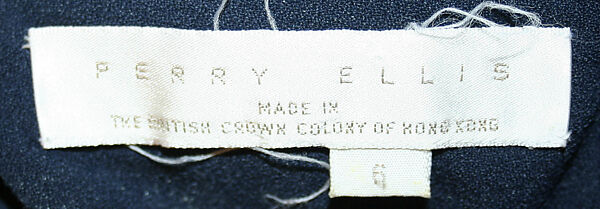 PERRY ELLIS
MADE IN
THE BRITISH CROWN COLONY OF HONG KONG
6